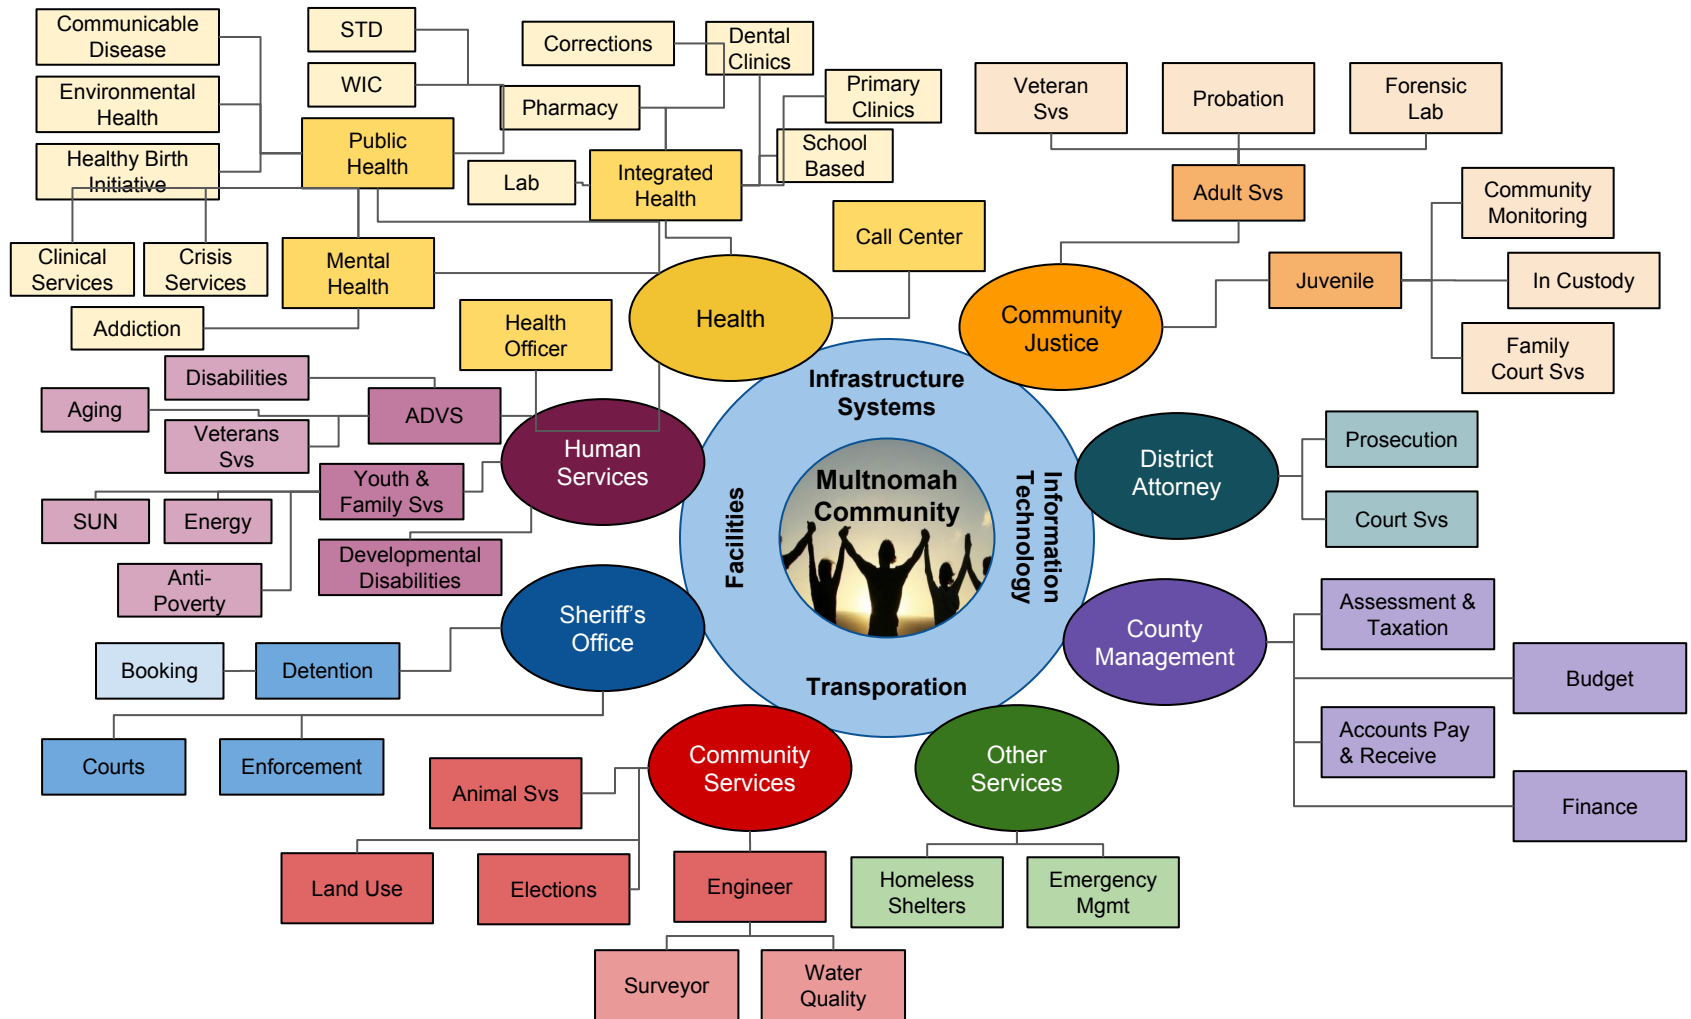 Communicable
Disease
STD
Corrections
Dental
Clinics
Environmental
Health
WIC
Pharmacy
Primary
Clinics
Veteran
Svs
Probation
Forensic
Lab
Healthy Birth
Initiative
Public
Health
Lab
Integrated
Health
School
Based
Adult Svs
Community
Monitoring
Clinical
Services
Crisis
Services
Mental
Health
Call Center
Juvenile
In Custody
Addiction
Health
Officer
Health
Community
Justice
Family
Court Svs
Disabilities
Aging
ADVS
Veterans
Svs
Human
Services
Infrastructure
Systems
District
Attorney
Prosecution
Court Svs
Youth &
Family Svs
SUN
Energy
Developmental
Disabilities
Anti-
Poverty
Facilities
Multnomah
Community
Information
Technology
Sheriff's
Office
County
Management
Assessment &
Taxation
Budget
Booking
Detention
Transporation
Accounts Pay
& Receive
Finance
Courts
Enforcement
Community
Services
Other
Services
Animal Svs
Land Use
Elections
Engineer
Homeless
Shelters
Emergency
Mgmt
Surveyor
Water
Quality